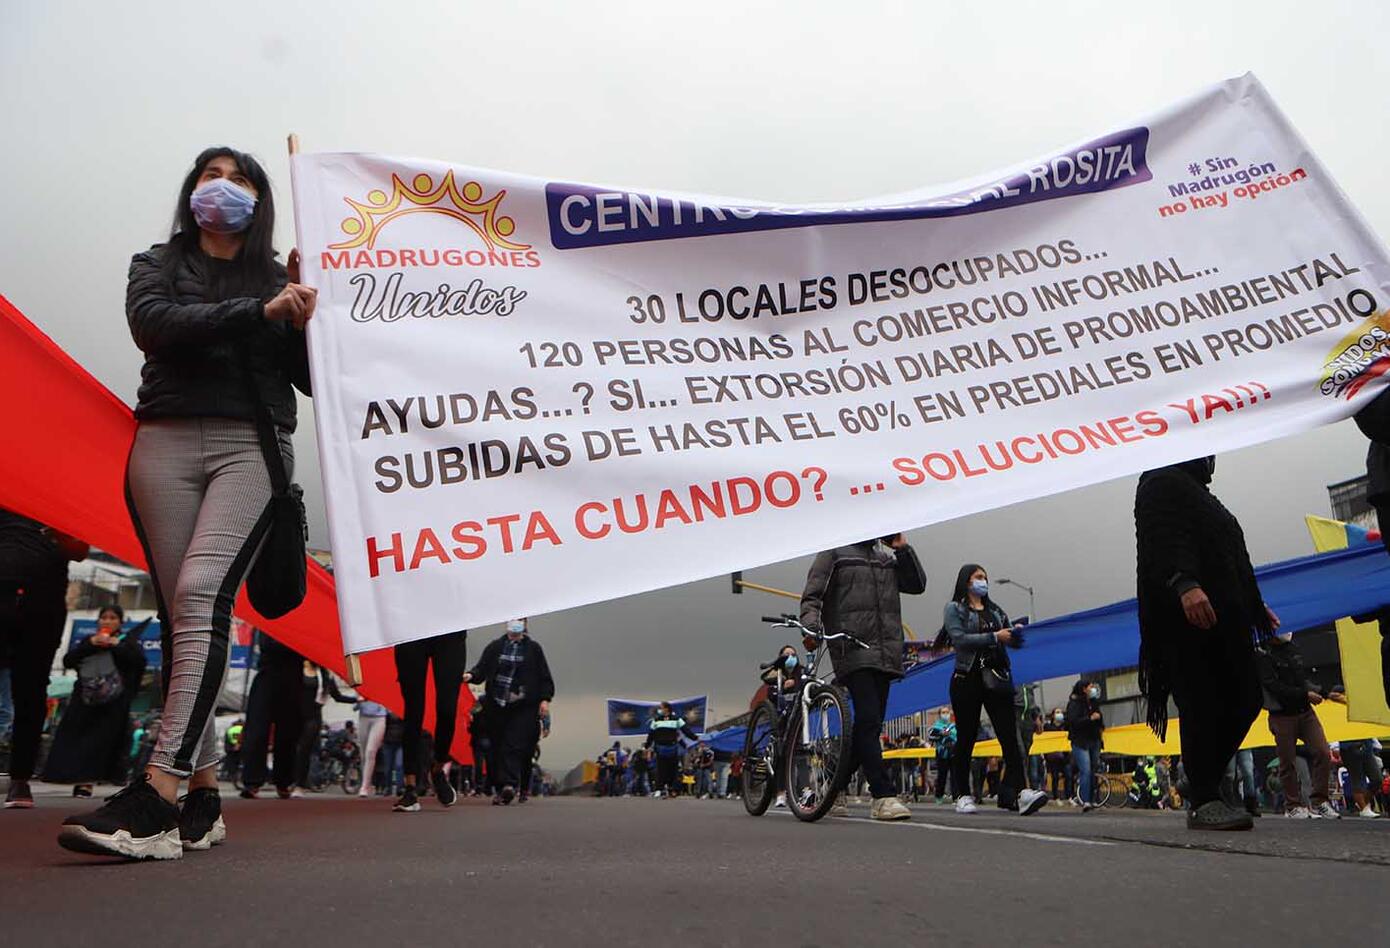 MADRUGONES
Unidos
CENTRO COMERCIAL ROSITA
# Sin
Madrugón
no hay opción
30 LOCALES DESOCUPADOS...
120 PERSONAS AL COMERCIO INFORMAL...
AYUDAS...? SI... EXTORSIÓN DIARIA DE PROMOAMBIENTAL
SUBIDAS DE HASTA EL 60% EN PREDIALES EN PROMEDIO
HASTA CUANDO? ... SOLUCIONES YA!!!
UNIDOS